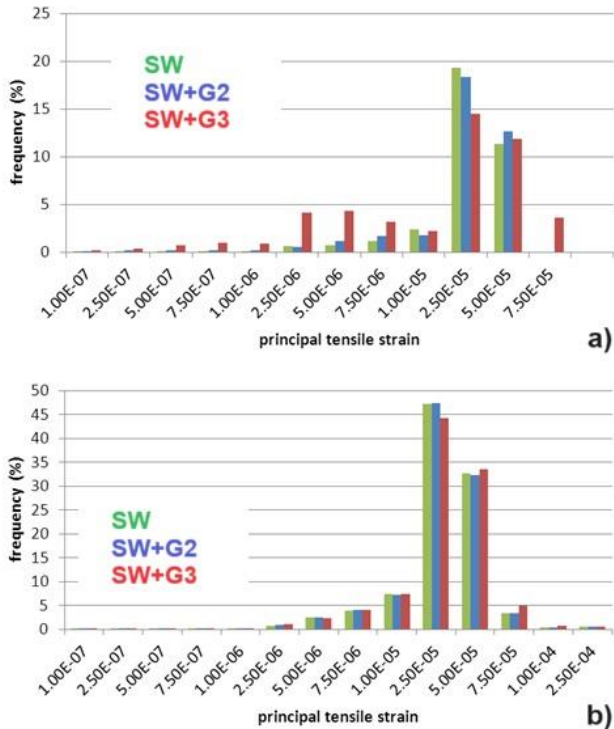 25
20
15
10
5
0
frequency (%)
SW
SW+G2
SW+G3
1.00E-07
2.50E-07
5.00E-07
7.50E-07
1.00E-06
2.50E-06
5.00E-06
7.50E-06
1.00E-05
2.50E-05
5.00E-05
7.50E-05
principal tensile strain
a)
50
45
40
35
30
25
20
15
10
5
0
frequency (%)
SW
SW+G2
SW+G3
1.00E-07
2.50E-07
5.00E-07
7.50E-07
1.00E-06
2.50E-06
5.00E-06
7.50E-06
1.00E-05
2.50E-05
5.00E-05
7.50E-05
1.00E-04
2.50E-04
principal tensile strain
b)